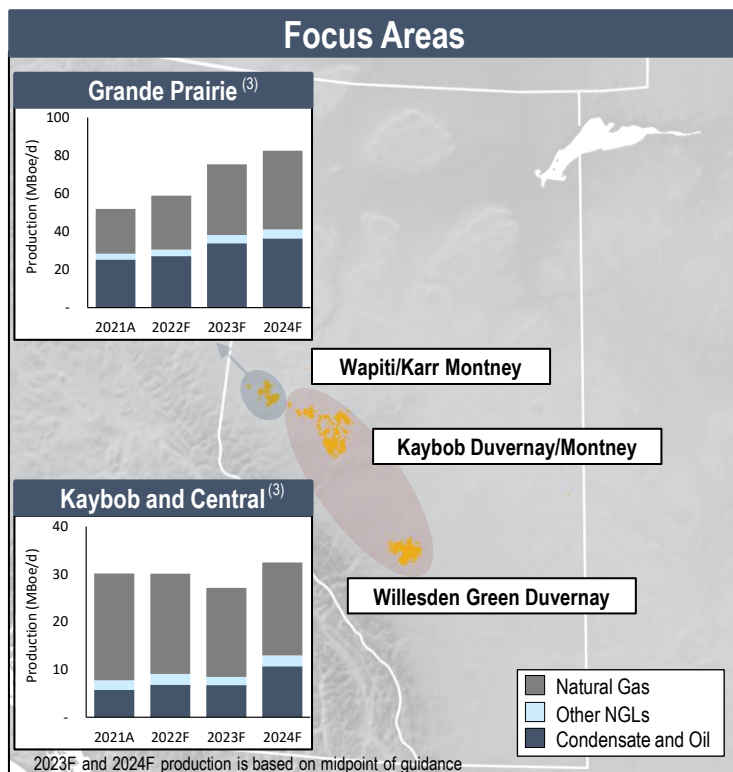 Focus Areas
Grande Prairie (3)
Production (MBoe/d)
100
80
60
40
20
-
2021A 2022F 2023F 2024F
Wapiti/Karr Montney
Kaybob Duvernay/Montney
Kaybob and Central (3)
Production (MBoe/d)
40
30
20
10
-
2021A 2022F 2023F 2024F
Willesden Green Duvernay
Natural Gas
Other NGLs
Condensate and Oil
2023F and 2024F production is based on midpoint of guidance